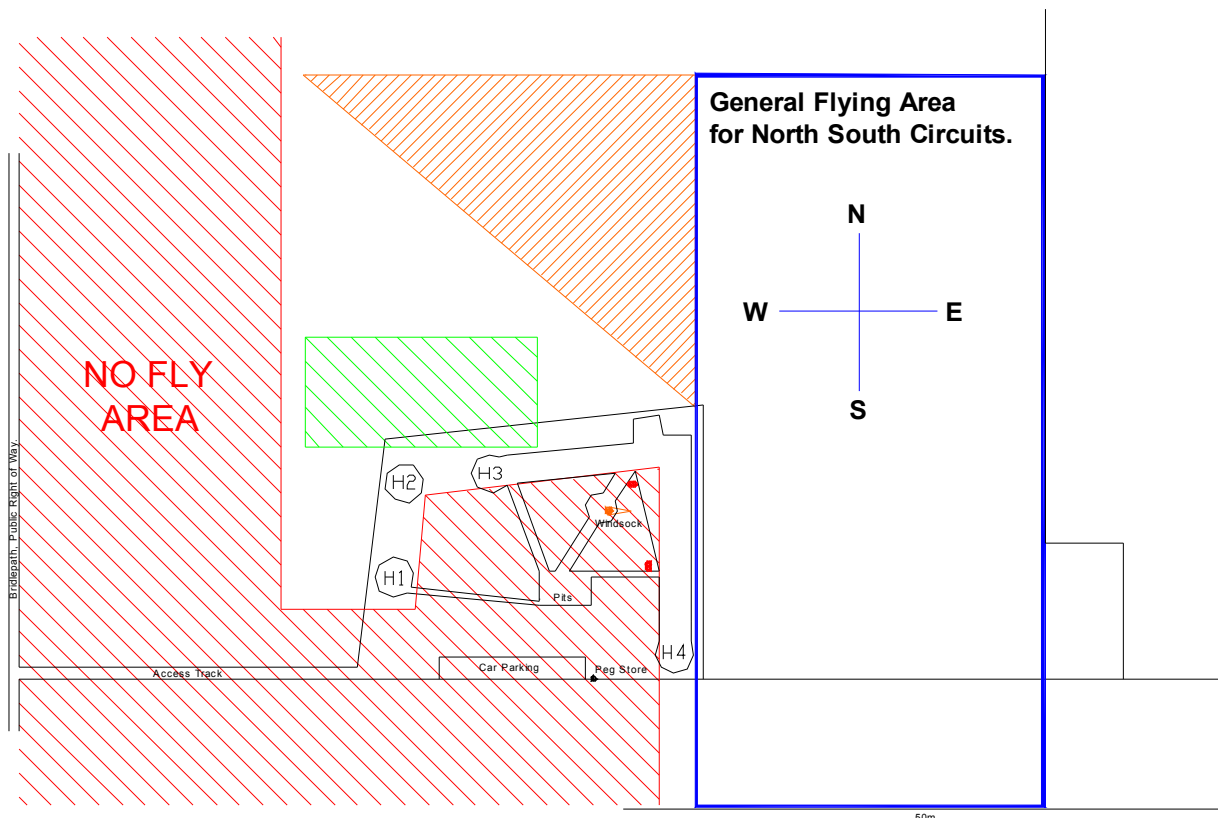 General Flying Area
for North South Circuits.
N
W
E
S
NO FLY
AREA
Bridlepath, Public Right of Way.
H2
H3
Windsock
H1
Pits
H4
Car Parking
Peg Store
Access Track
50m